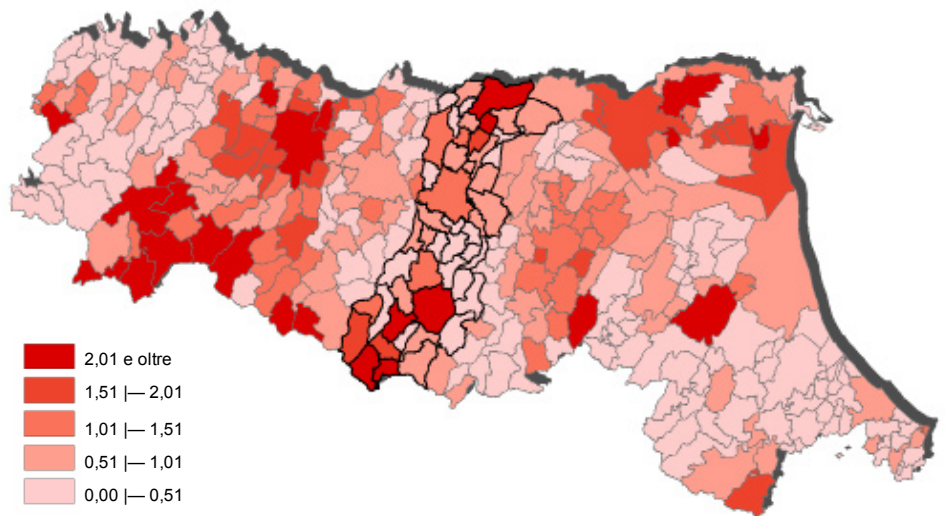 2,01 e oltre
1,51 |— 2,01
1,01 |— 1,51
0,51 |— 1,01
0,00 |— 0,51